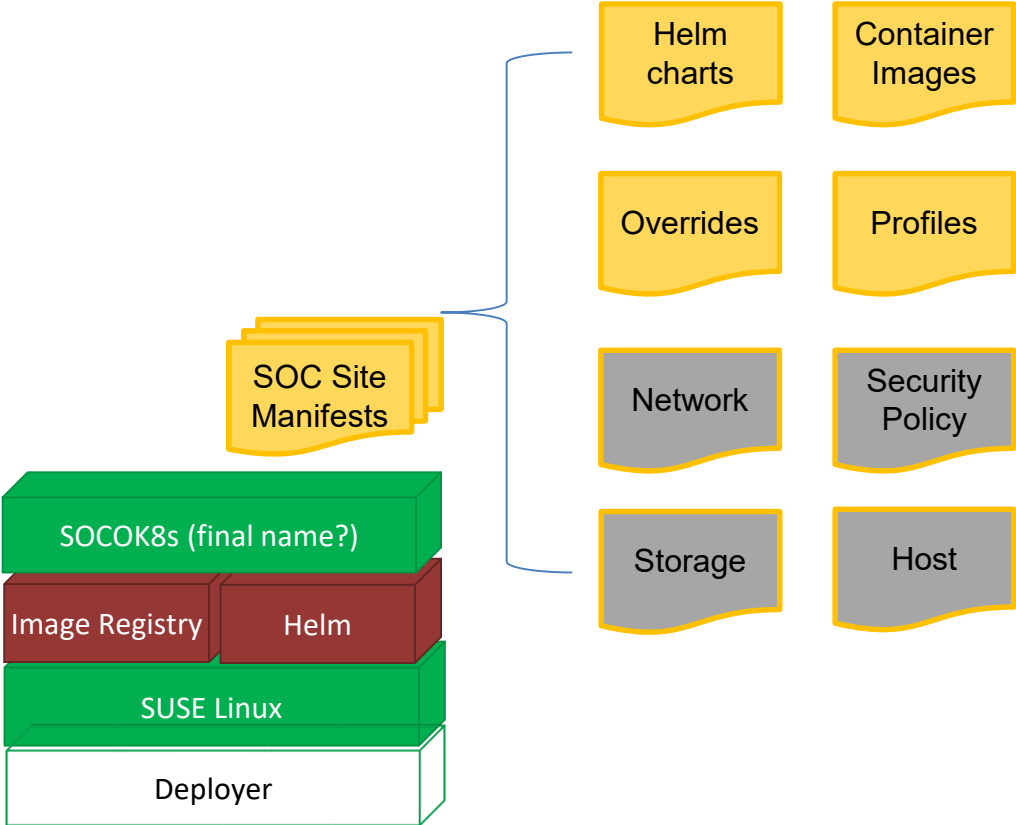 Helm
charts
Container
Images
Overrides
Profiles
SOC Site
Manifests
Network
Security
Policy
SOCOK8s (final name?)
Storage
Host
Image Registry
Helm
SUSE Linux
Deployer